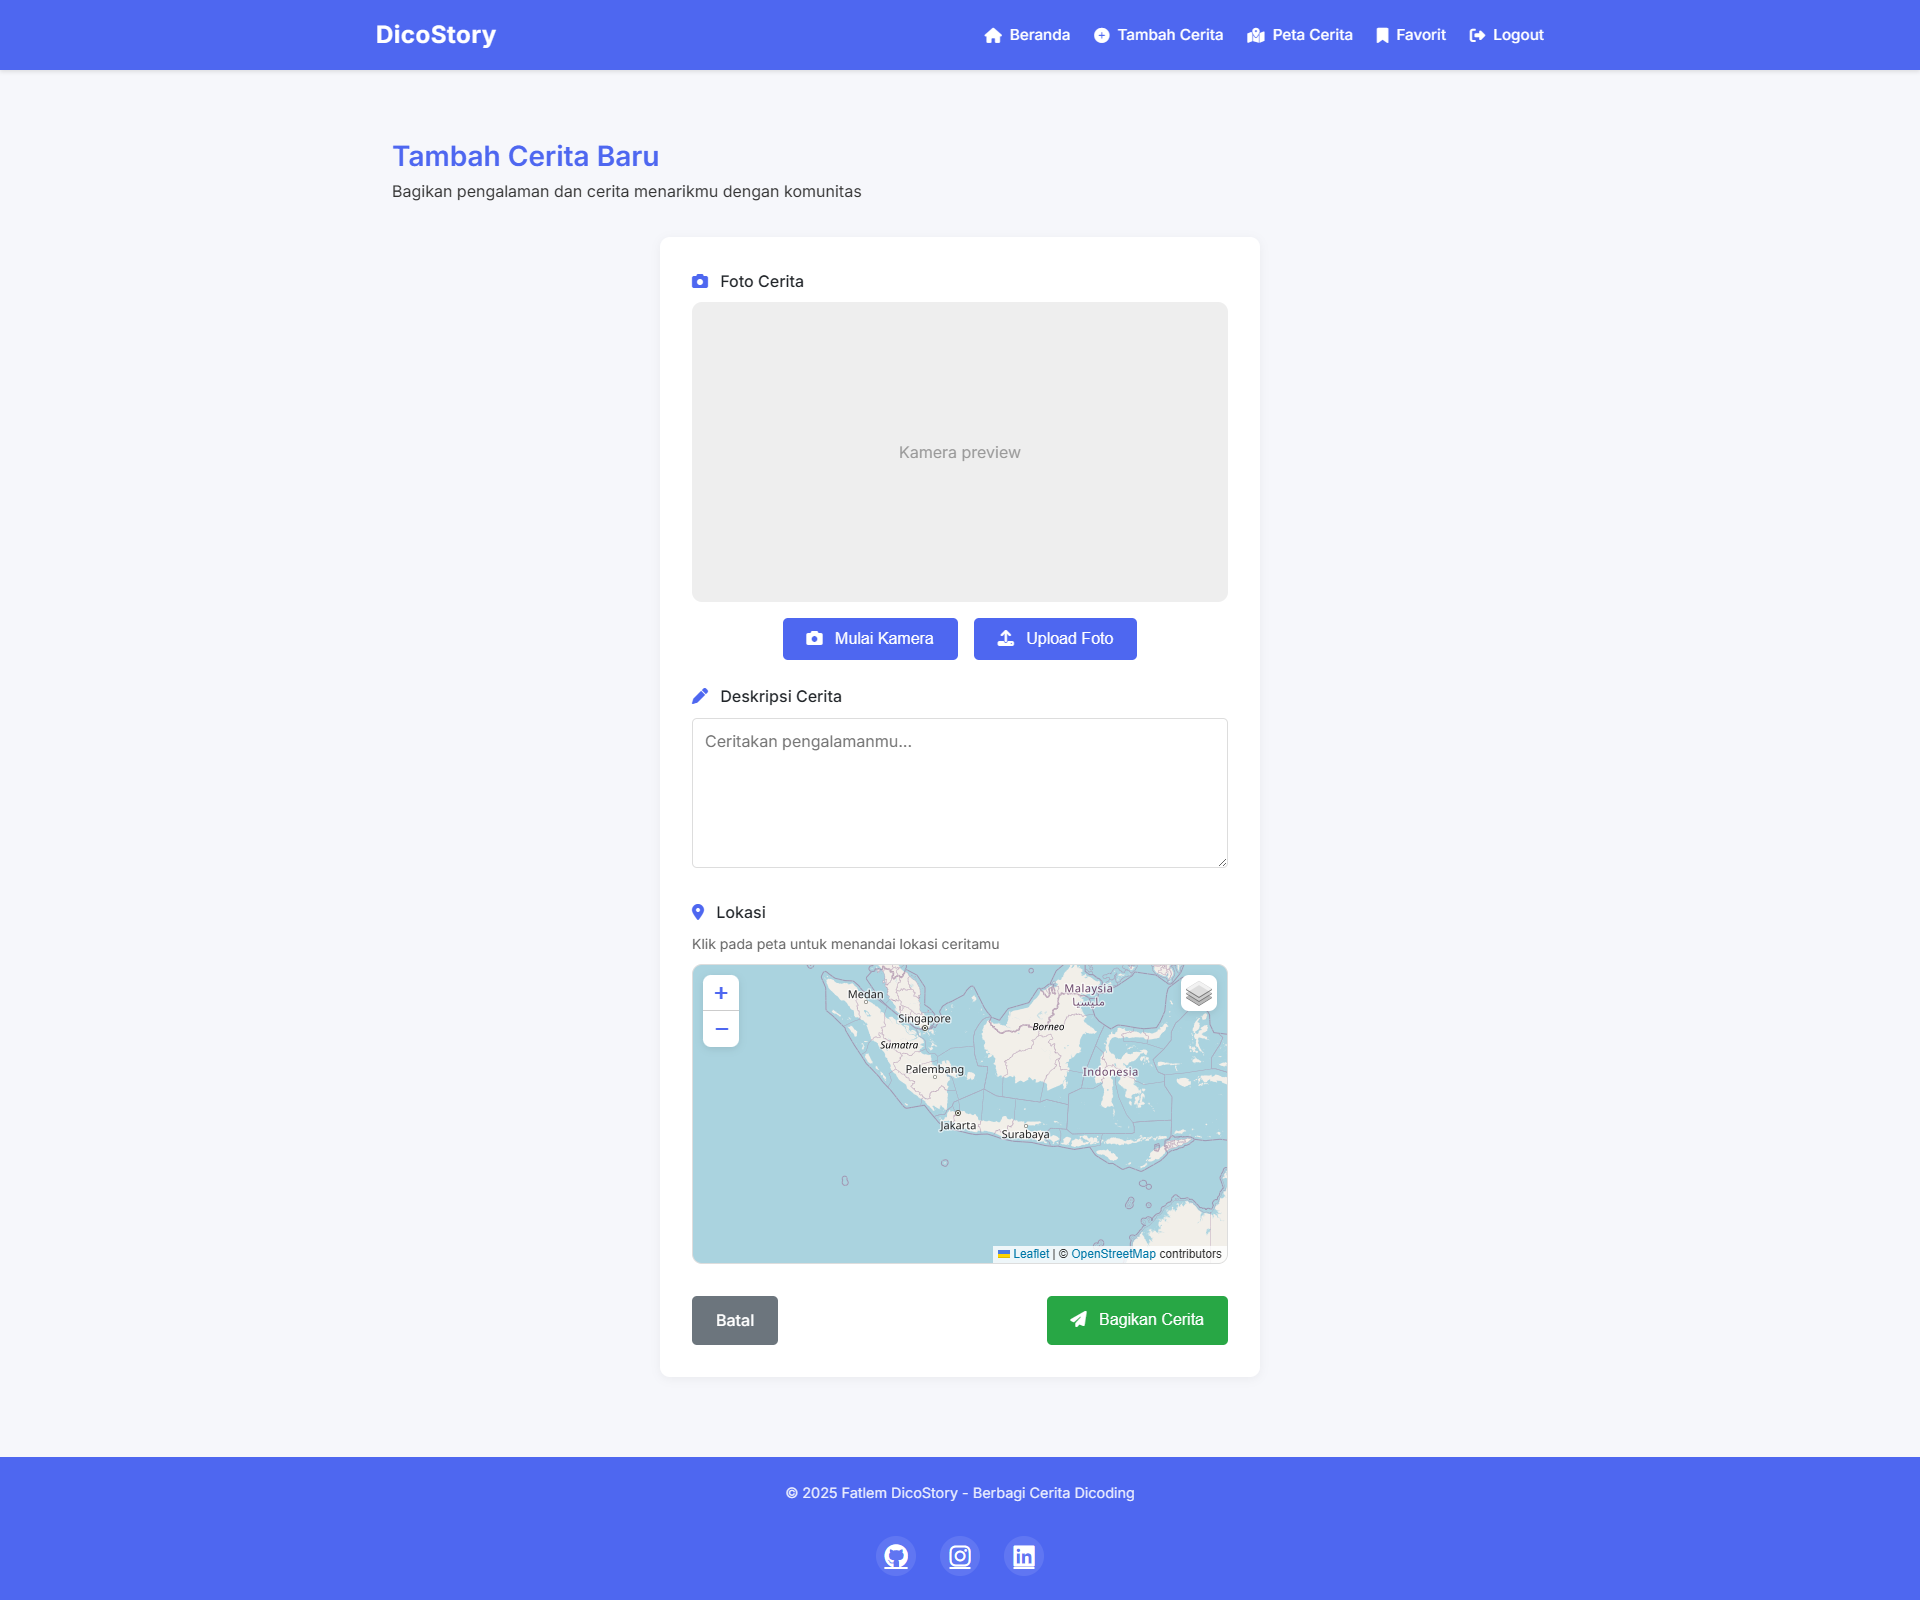 DicoStory
Beranda
Tambah Cerita
Peta Cerita
Favorit
Logout
Tambah Cerita Baru
Bagikan pengalaman dan cerita menarikmu dengan komunitas
Foto Cerita
Kamera preview
Mulai Kamera
Upload Foto
Deskripsi Cerita
Ceritakan pengalamanmu...
Lokasi
Klik pada peta untuk menandai lokasi ceritamu
+
−
Medan
Malaysia
مليسيا
Singapore
Borneo
Sumatra
Palembang
Indonesia
Jakarta
Surabaya
Leaflet | © OpenStreetMap contributors
Batal
Bagikan Cerita
© 2025 Fatlem DicoStory - Berbagi Cerita Dicoding